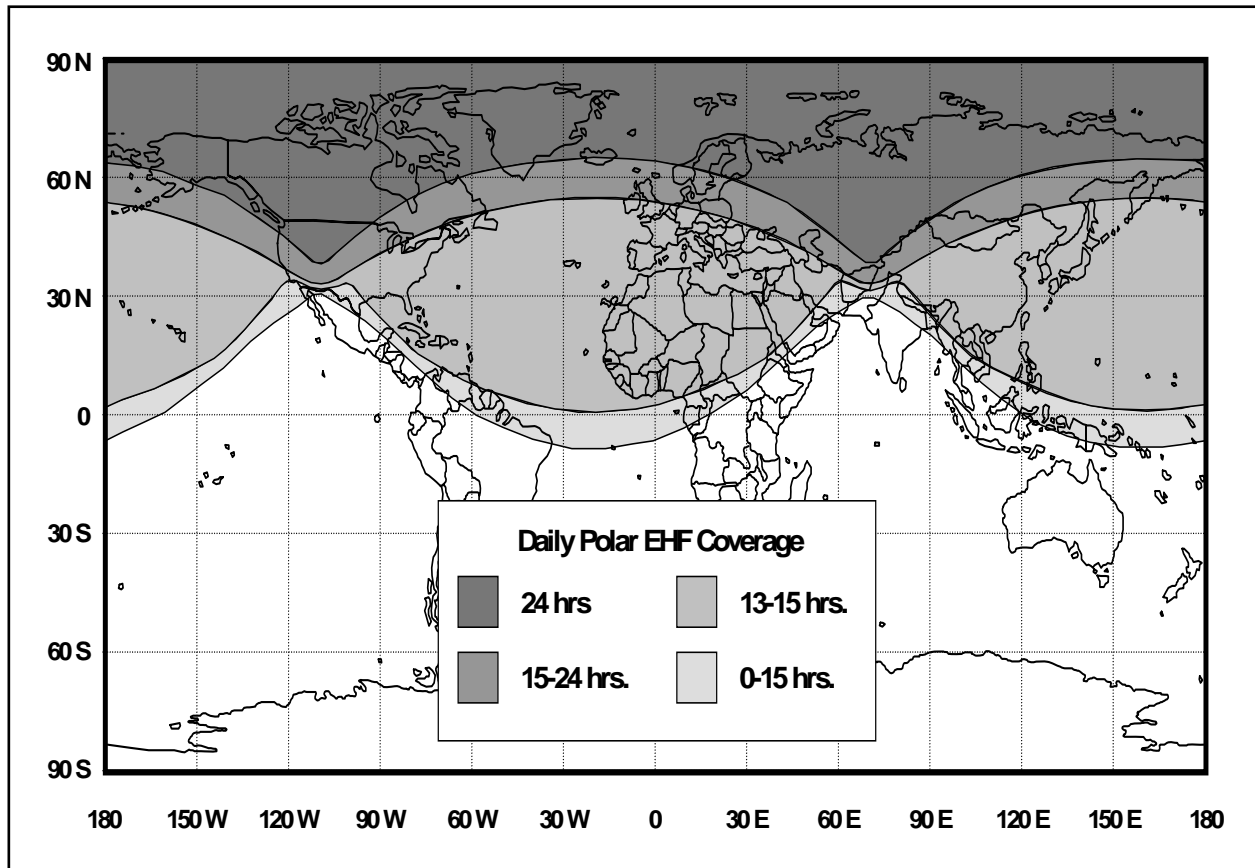 90 N
60 N
30 N
0
30 S
60 S
90 S
Daily Polar EHF Coverage
24 hrs
13-15 hrs.
15-24 hrs.
0-15 hrs.
180 150 W 120 W 90 W 60 W 30 W 0 30 E 60 E 90 E 120 E 150 E 180